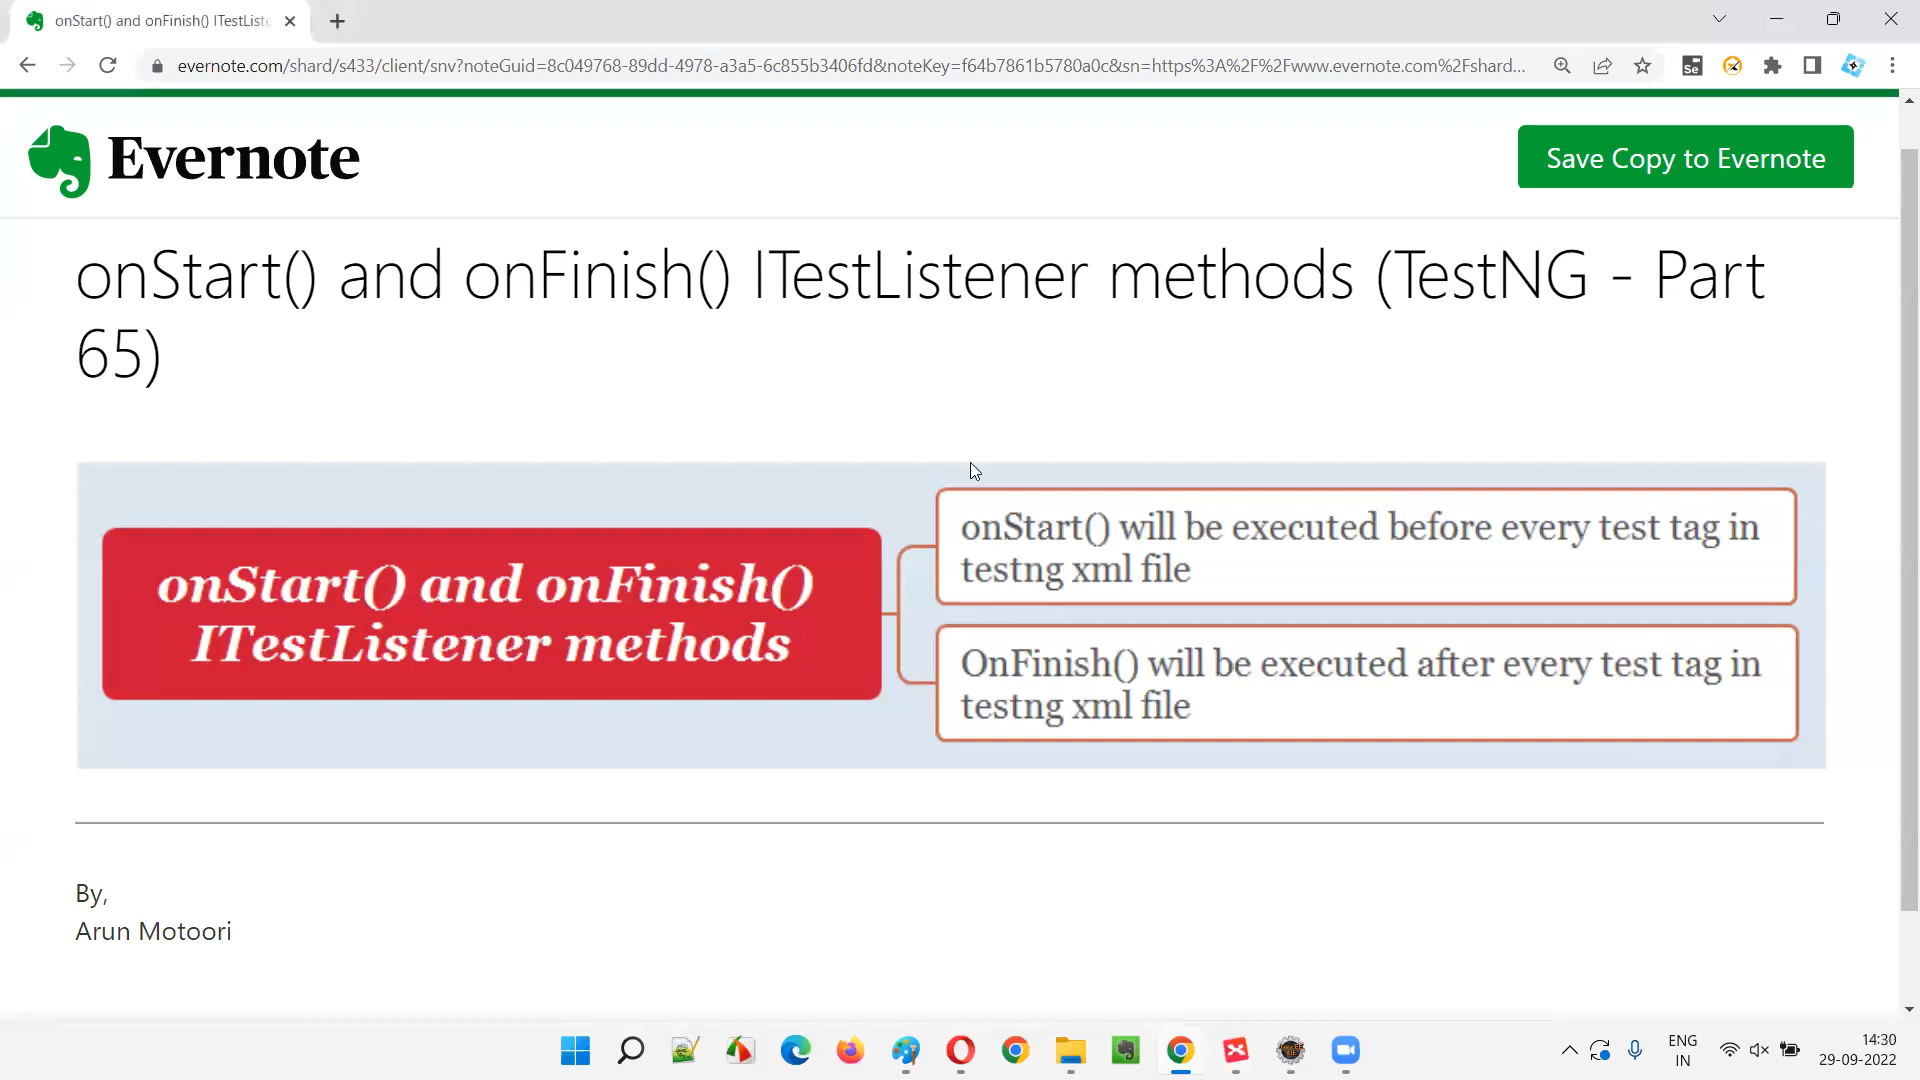 onStart() and onFinish() ITestListe
evernote.com/shard/s433/client/snv?noteGuid=8c049768-89dd-4978-a3a5-6c855b3406fd&noteKey=f64b7861b5780a0c&sn=https%3A%2F%2Fwww.evernote.com%2Fshard...
Se
Evernote
Save Copy to Evernote
onStart() and onFinish() ITestListener methods (TestNG - Part
65)
onStart() and onFinish()
ITestListener methods
onStart() will be executed before every test tag in
testng xml file
OnFinish() will be executed after every test tag in
testng xml file
By,
Arun Motoori
ENG
IN
14:30
29-09-2022